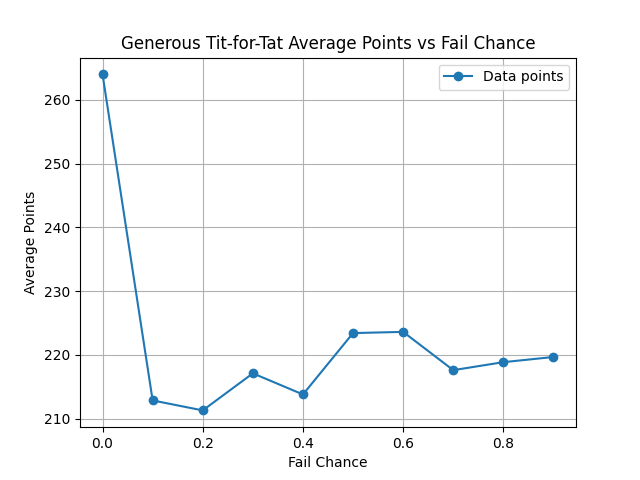 Generous Tit-for-Tat Average Points vs Fail Chance
Data points
Average Points
260
250
240
230
220
210
0.0 0.2 0.4 0.6 0.8
Fail Chance